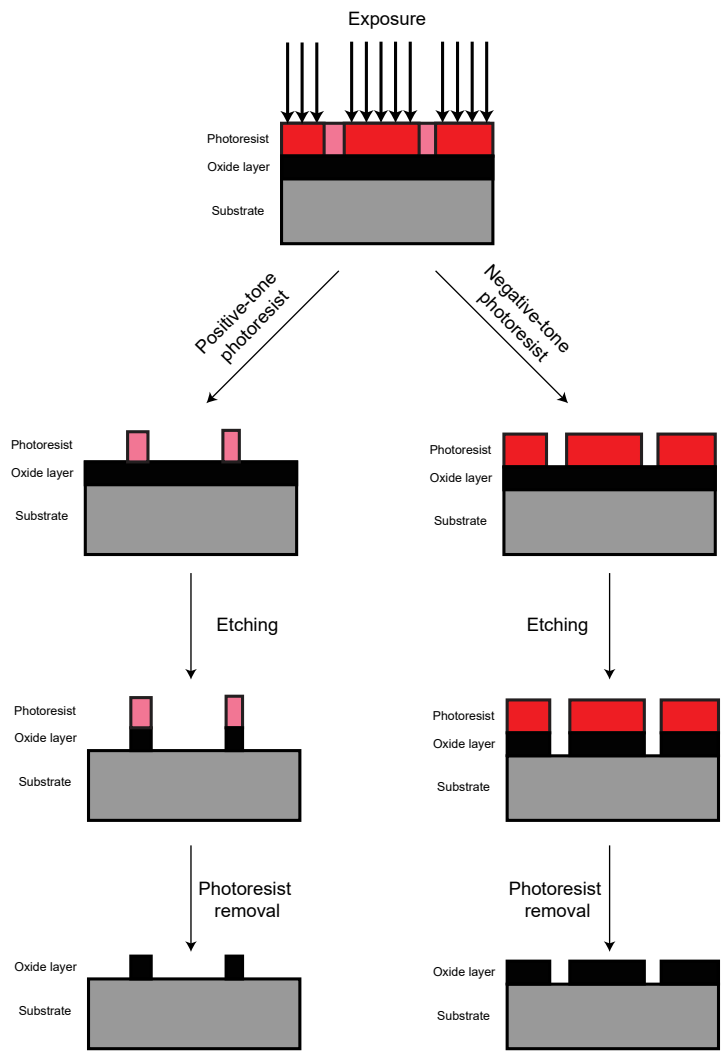 Exposure
Photoresist
Oxide layer
Substrate
Positive-tone
photoresist
Negative-tone
photoresist
Photoresist
Oxide layer
Substrate
Photoresist
Oxide layer
Substrate
Etching
Etching
Photoresist
Oxide layer
Substrate
Photoresist
Oxide layer
Substrate
Photoresist
removal
Photoresist
removal
Oxide layer
Substrate
Oxide layer
Substrate